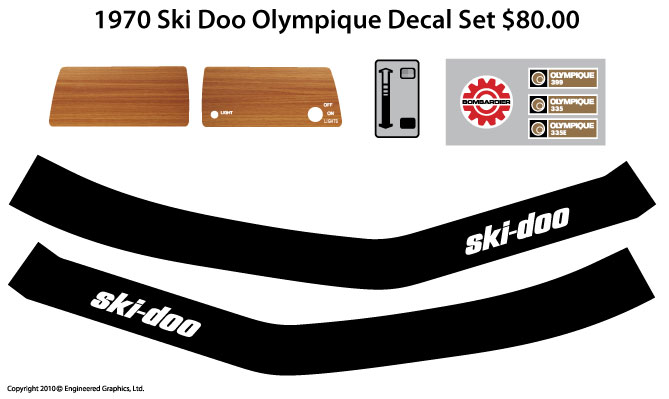 1970 Ski Doo Olympique Decal Set $80.00
LIGHT
OFF
ON
LIGHTS
BOMBARDIER
OLYMPIQUE
399
OLYMPIQUE
335
OLYMPIQUE
335E
ski-doo
ski-doo
Copyright 2010© Engineered Graphics, Ltd.